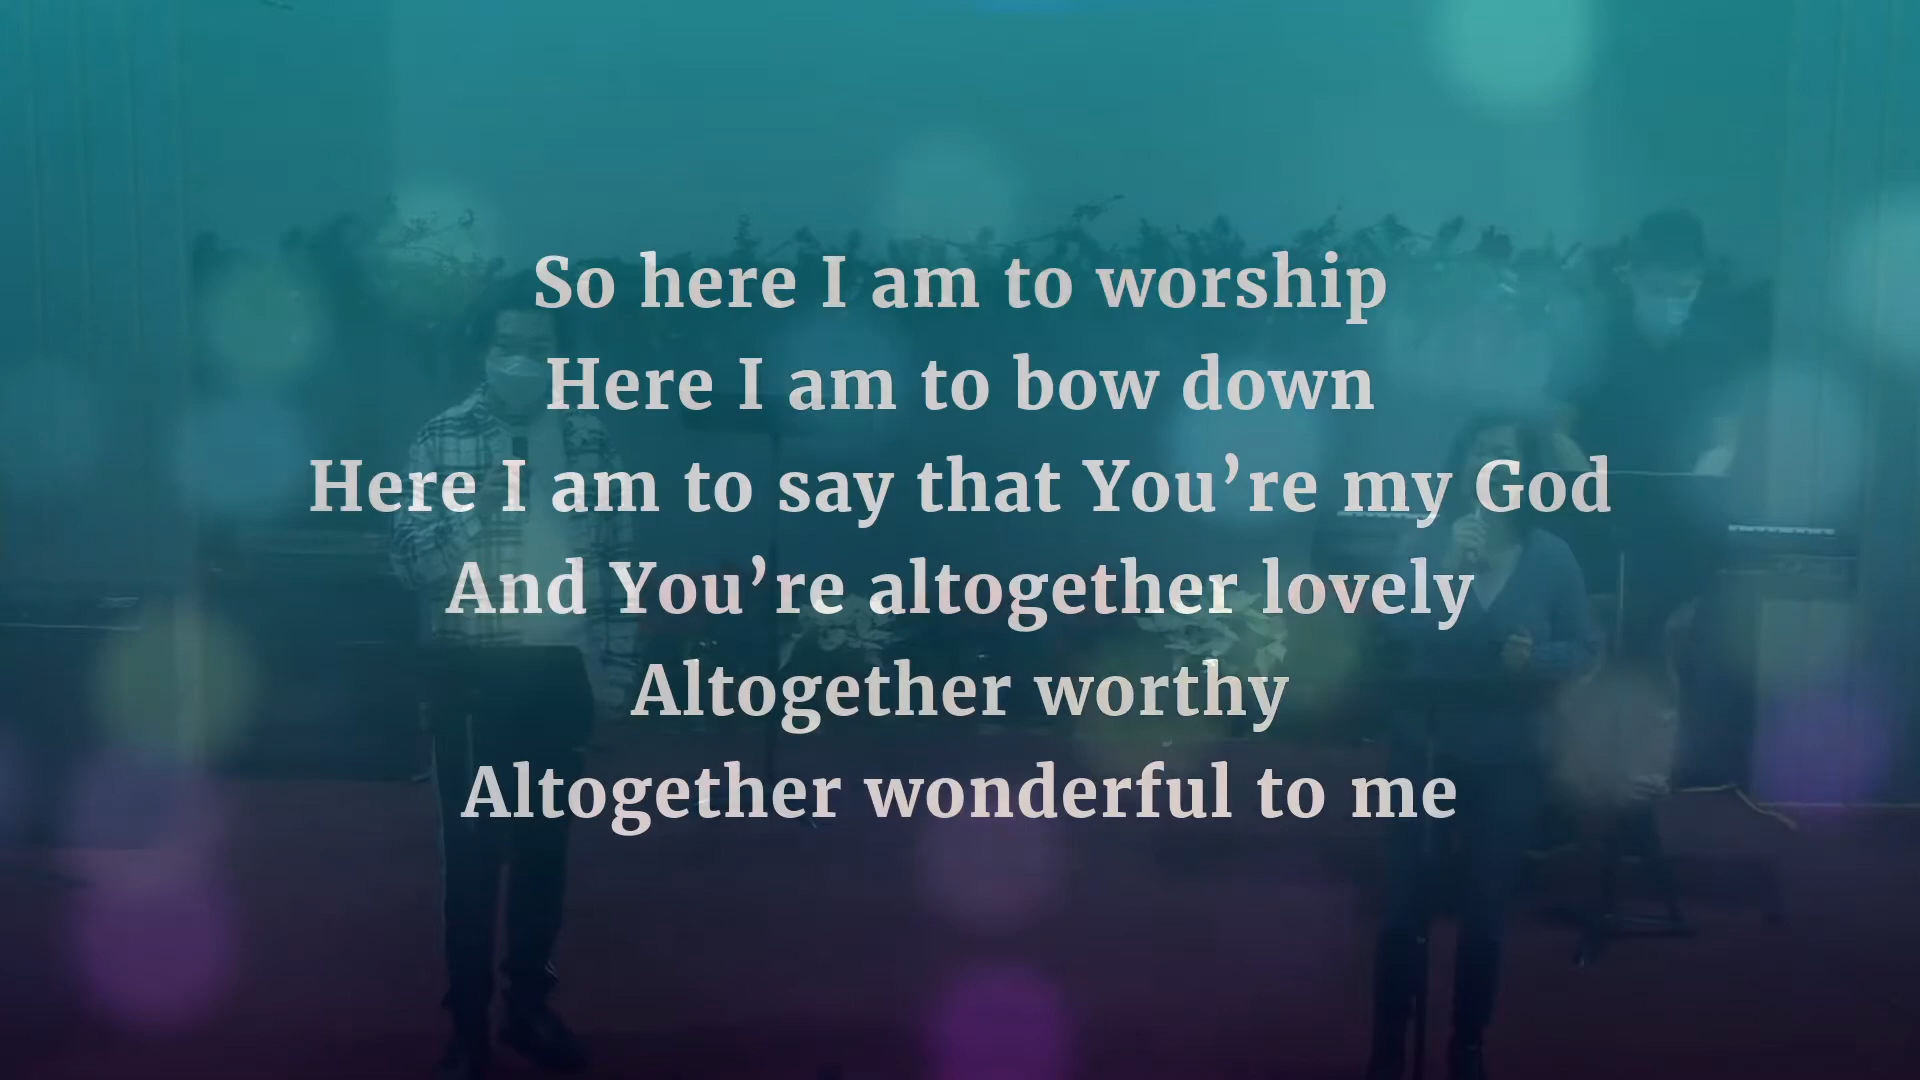 So here I am to worship
Here I am to bow down
Here I am to say that You’re my God
And You’re altogether lovely
Altogether worthy
Altogether wonderful to me